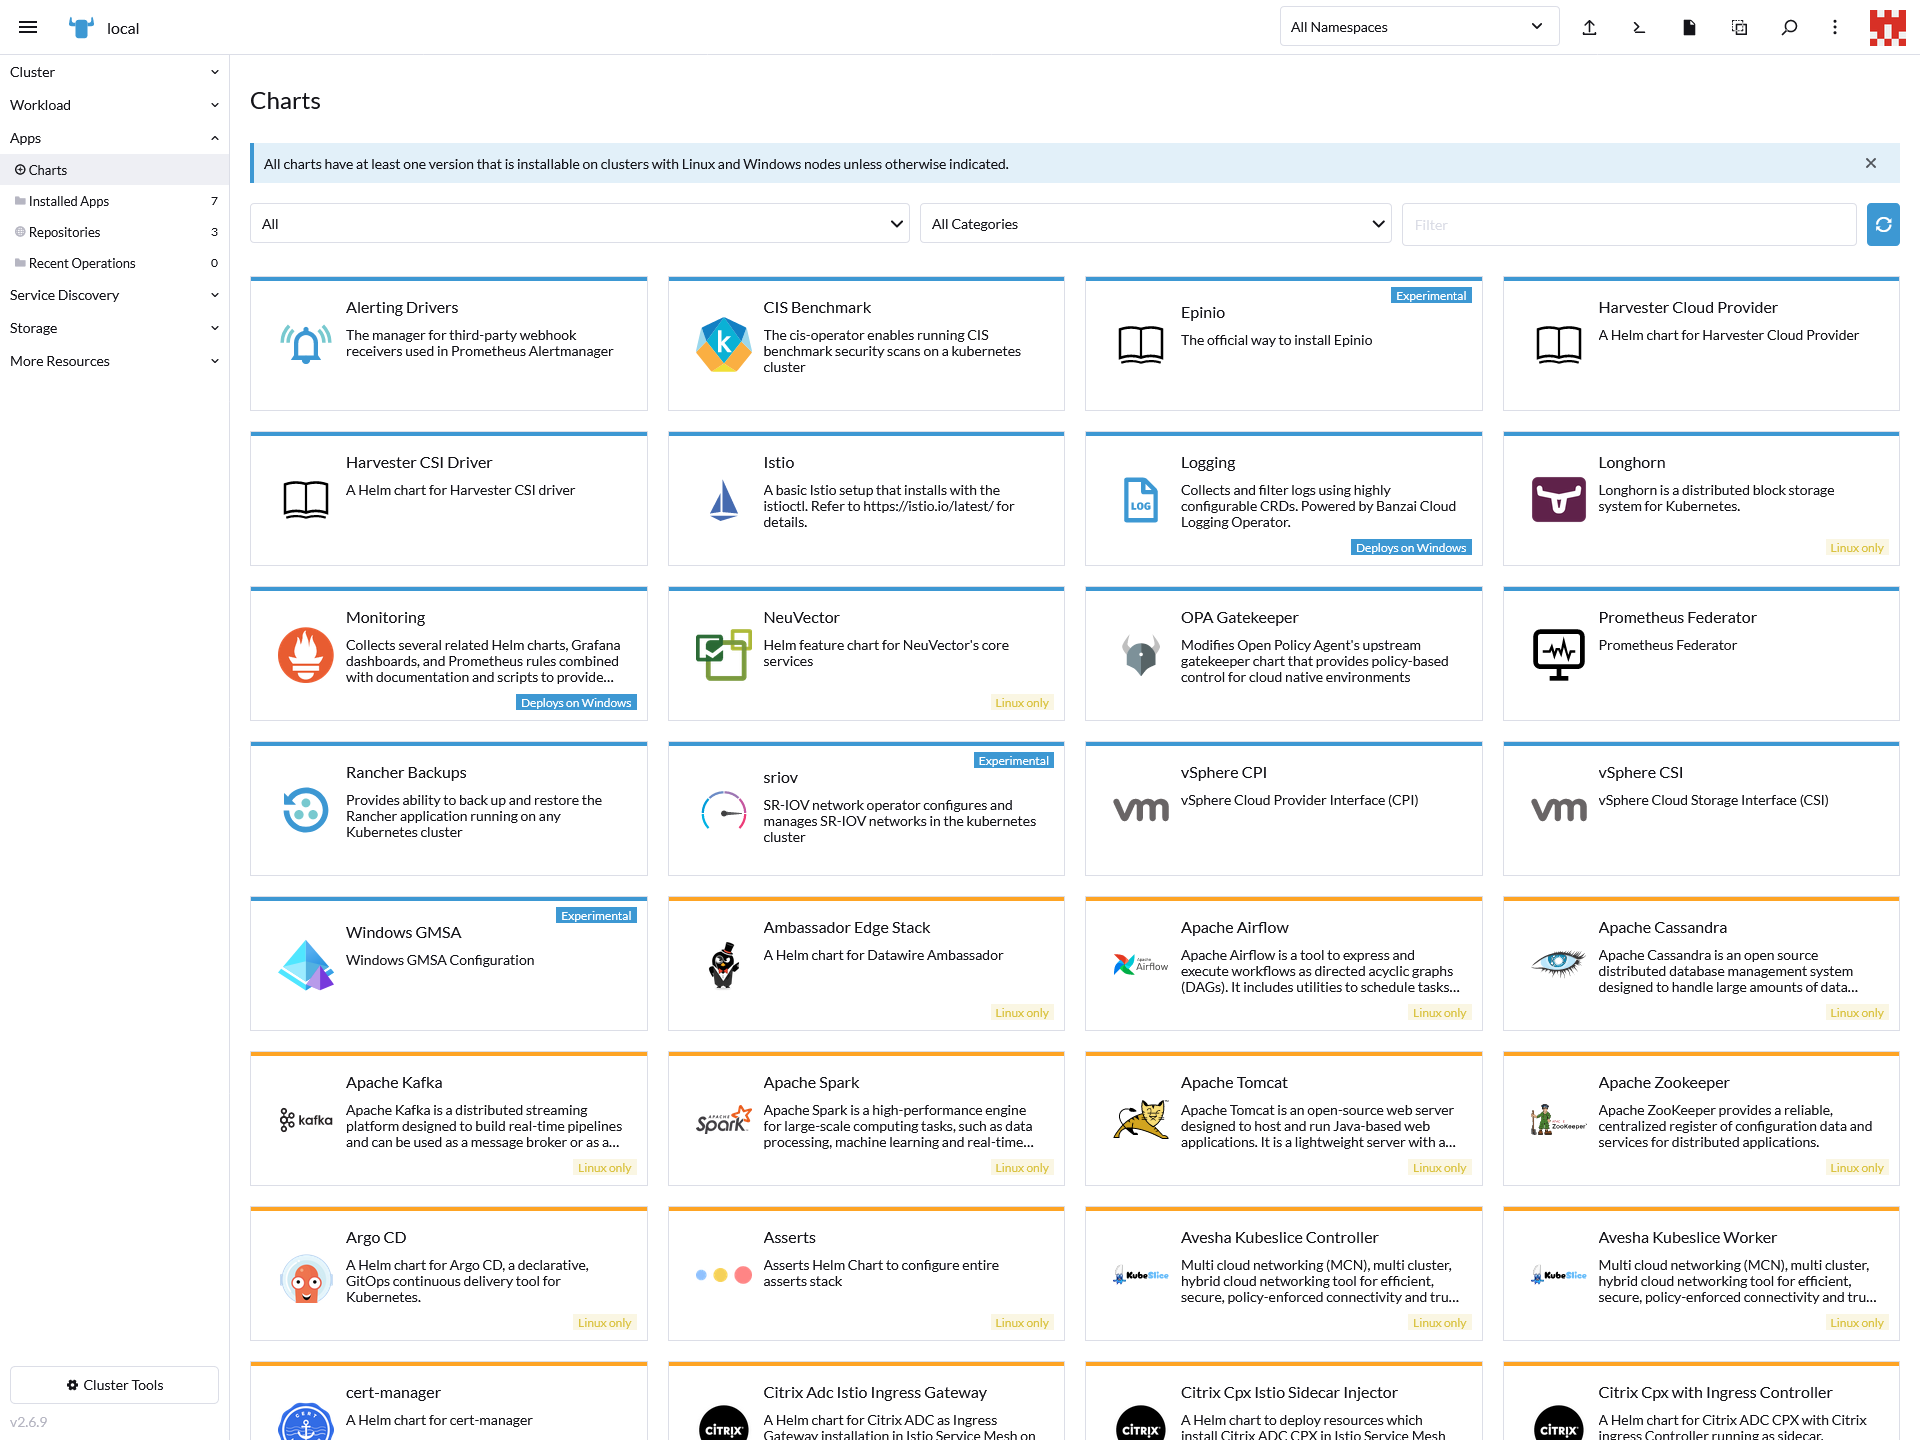 local
All Namespaces
Cluster
Workload
Apps
Charts
Installed Apps 7
Repositories 3
Recent Operations 0
Service Discovery
Storage
More Resources
Cluster Tools
v2.6.9
Charts
All charts have at least one version that is installable on clusters with Linux and Windows nodes unless otherwise indicated.
All
All Categories
Filter
Alerting Drivers
The manager for third-party webhook
receivers used in Prometheus Alertmanager
CIS Benchmark
The cis-operator enables running CIS
benchmark security scans on a kubernetes
cluster
Experimental
Epinio
The official way to install Epinio
Harvester Cloud Provider
A Helm chart for Harvester Cloud Provider
Harvester CSI Driver
A Helm chart for Harvester CSI driver
Istio
A basic Istio setup that installs with the
istioctl. Refer to https://istio.io/latest/ for
details.
LOG
Logging
Collects and filter logs using highly
configurable CRDs. Powered by Banzai Cloud
Logging Operator.
Deploys on Windows
Longhorn
Longhorn is a distributed block storage
system for Kubernetes.
Linux only
Monitoring
Collects several related Helm charts, Grafana
dashboards, and Prometheus rules combined
with documentation and scripts to provide...
Deploys on Windows
NeuVector
Helm feature chart for NeuVector's core
services
Linux only
OPA Gatekeeper
Modifies Open Policy Agent's upstream
gatekeeper chart that provides policy-based
control for cloud native environments
Prometheus Federator
Prometheus Federator
Rancher Backups
Provides ability to back up and restore the
Rancher application running on any
Kubernetes cluster
Experimental
sriov
SR-IOV network operator configures and
manages SR-IOV networks in the kubernetes
cluster
vm
vSphere CPI
vSphere Cloud Provider Interface (CPI)
vm
vSphere CSI
vSphere Cloud Storage Interface (CSI)
Experimental
Windows GMSA
Windows GMSA Configuration
Ambassador Edge Stack
A Helm chart for Datawire Ambassador
Linux only
Apache
Airflow
Apache Airflow
Apache Airflow is a tool to express and
execute workflows as directed acyclic graphs
(DAGs). It includes utilities to schedule tasks...
Linux only
Apache Cassandra
Apache Cassandra is an open source
distributed database management system
designed to handle large amounts of data...
Linux only
kafka
Apache Kafka
Apache Kafka is a distributed streaming
platform designed to build real-time pipelines
and can be used as a message broker or as a...
Linux only
APACHE
Spark
Apache Spark
Apache Spark is a high-performance engine
for large-scale computing tasks, such as data
processing, machine learning and real-time...
Linux only
Apache Tomcat
Apache Tomcat is an open-source web server
designed to host and run Java-based web
applications. It is a lightweight server with a...
Linux only
ZooKeeper
Apache Zookeeper
Apache ZooKeeper provides a reliable,
centralized register of configuration data and
services for distributed applications.
Linux only
Argo CD
A Helm chart for Argo CD, a declarative,
GitOps continuous delivery tool for
Kubernetes.
Linux only
Asserts
Asserts Helm Chart to configure entire
asserts stack
Linux only
KubeSlice
Avesha Kubeslice Controller
Multi cloud networking (MCN), multi cluster,
hybrid cloud networking tool for efficient,
secure, policy-enforced connectivity and tru...
Linux only
KubeSlice
Avesha Kubeslice Worker
Multi cloud networking (MCN), multi cluster,
hybrid cloud networking tool for efficient,
secure, policy-enforced connectivity and tru...
Linux only
CERT
cert-manager
A Helm chart for cert-manager
CITRIX
Citrix Adc Istio Ingress Gateway
A Helm chart for Citrix ADC as Ingress
Gateway installation in Istio Service Mesh on
CITRIX
Citrix Cpx Istio Sidecar Injector
A Helm chart to deploy resources which
install Citrix ADC CPX in Istio Service Mesh
CITRIX
Citrix Cpx with Ingress Controller
A Helm chart for Citrix ADC CPX with Citrix
ingress Controller running as sidecar.